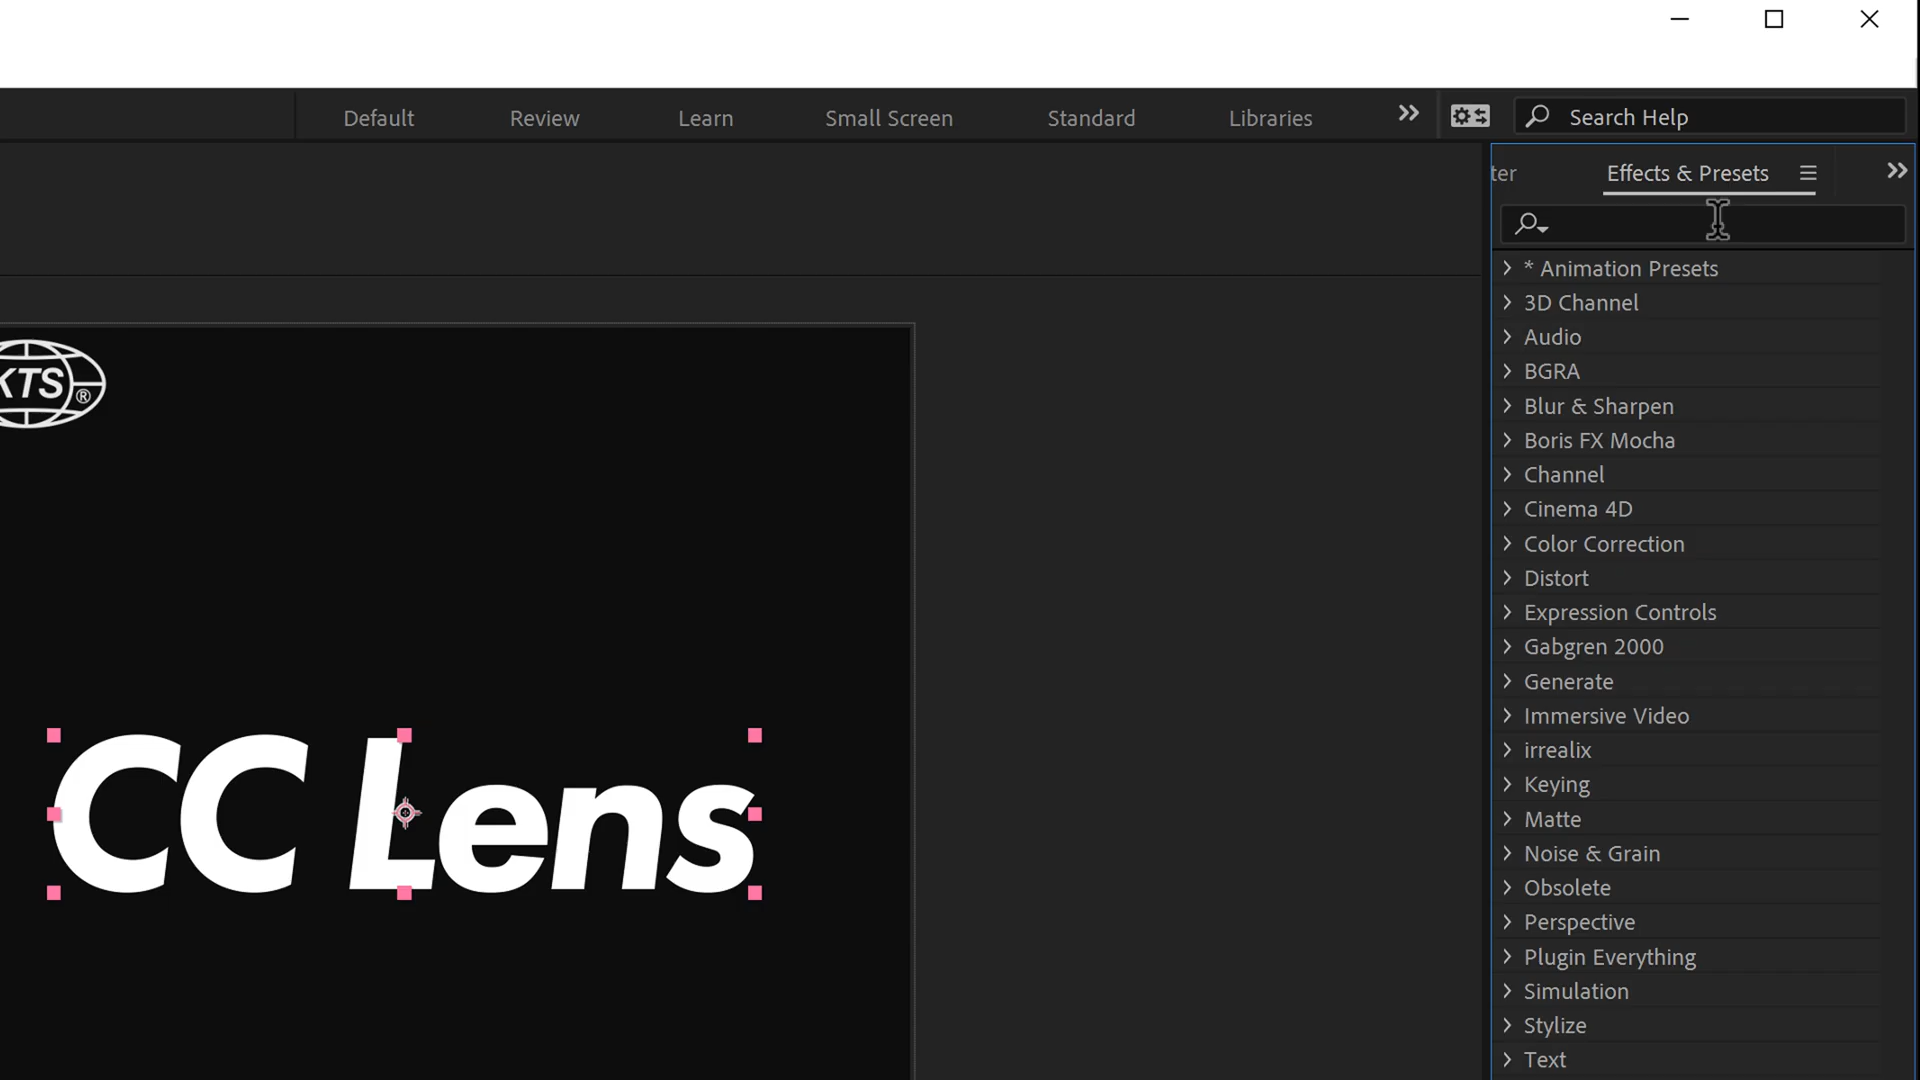 Default Review Learn Small Screen Standard Libraries Search Help
ter Effects & Presets
* Animation Presets
3D Channel
Audio
BGRA
Blur & Sharpen
Boris FX Mocha
Channel
Cinema 4D
Color Correction
Distort
Expression Controls
Gabgren 2000
Generate
Immersive Video
irrealix
Keying
Matte
Noise & Grain
Obsolete
Perspective
Plugin Everything
Simulation
Stylize
Text
KTS ®
CC Lens